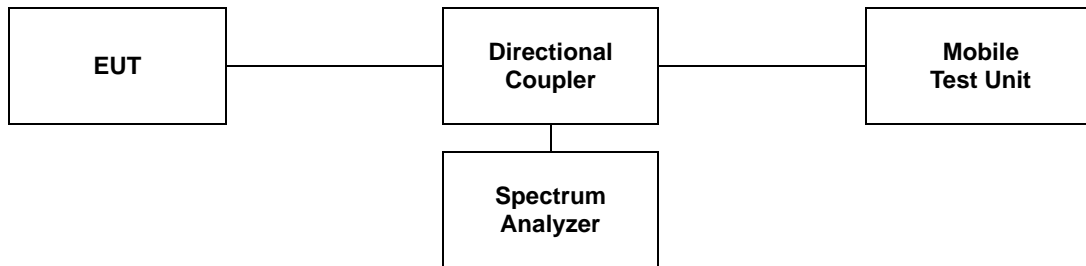 EUT
Directional
Coupler
Mobile
Test Unit
Spectrum
Analyzer